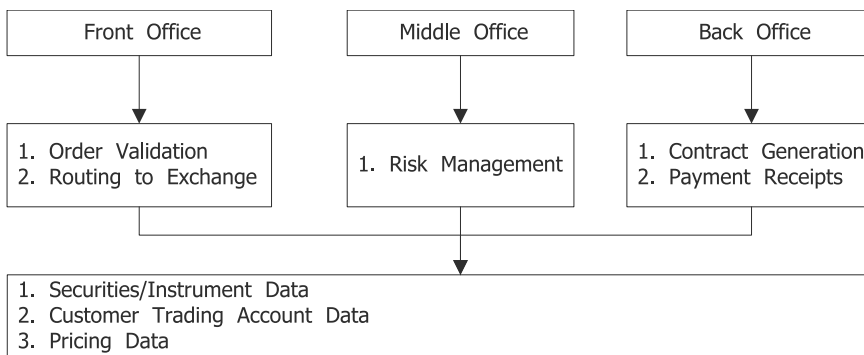 Front Office
Middle Office
Back Office
1. Order Validation
2. Routing to Exchange
1. Risk Management
1. Contract Generation
2. Payment Receipts
1. Securities/Instrument Data
2. Customer Trading Account Data
3. Pricing Data